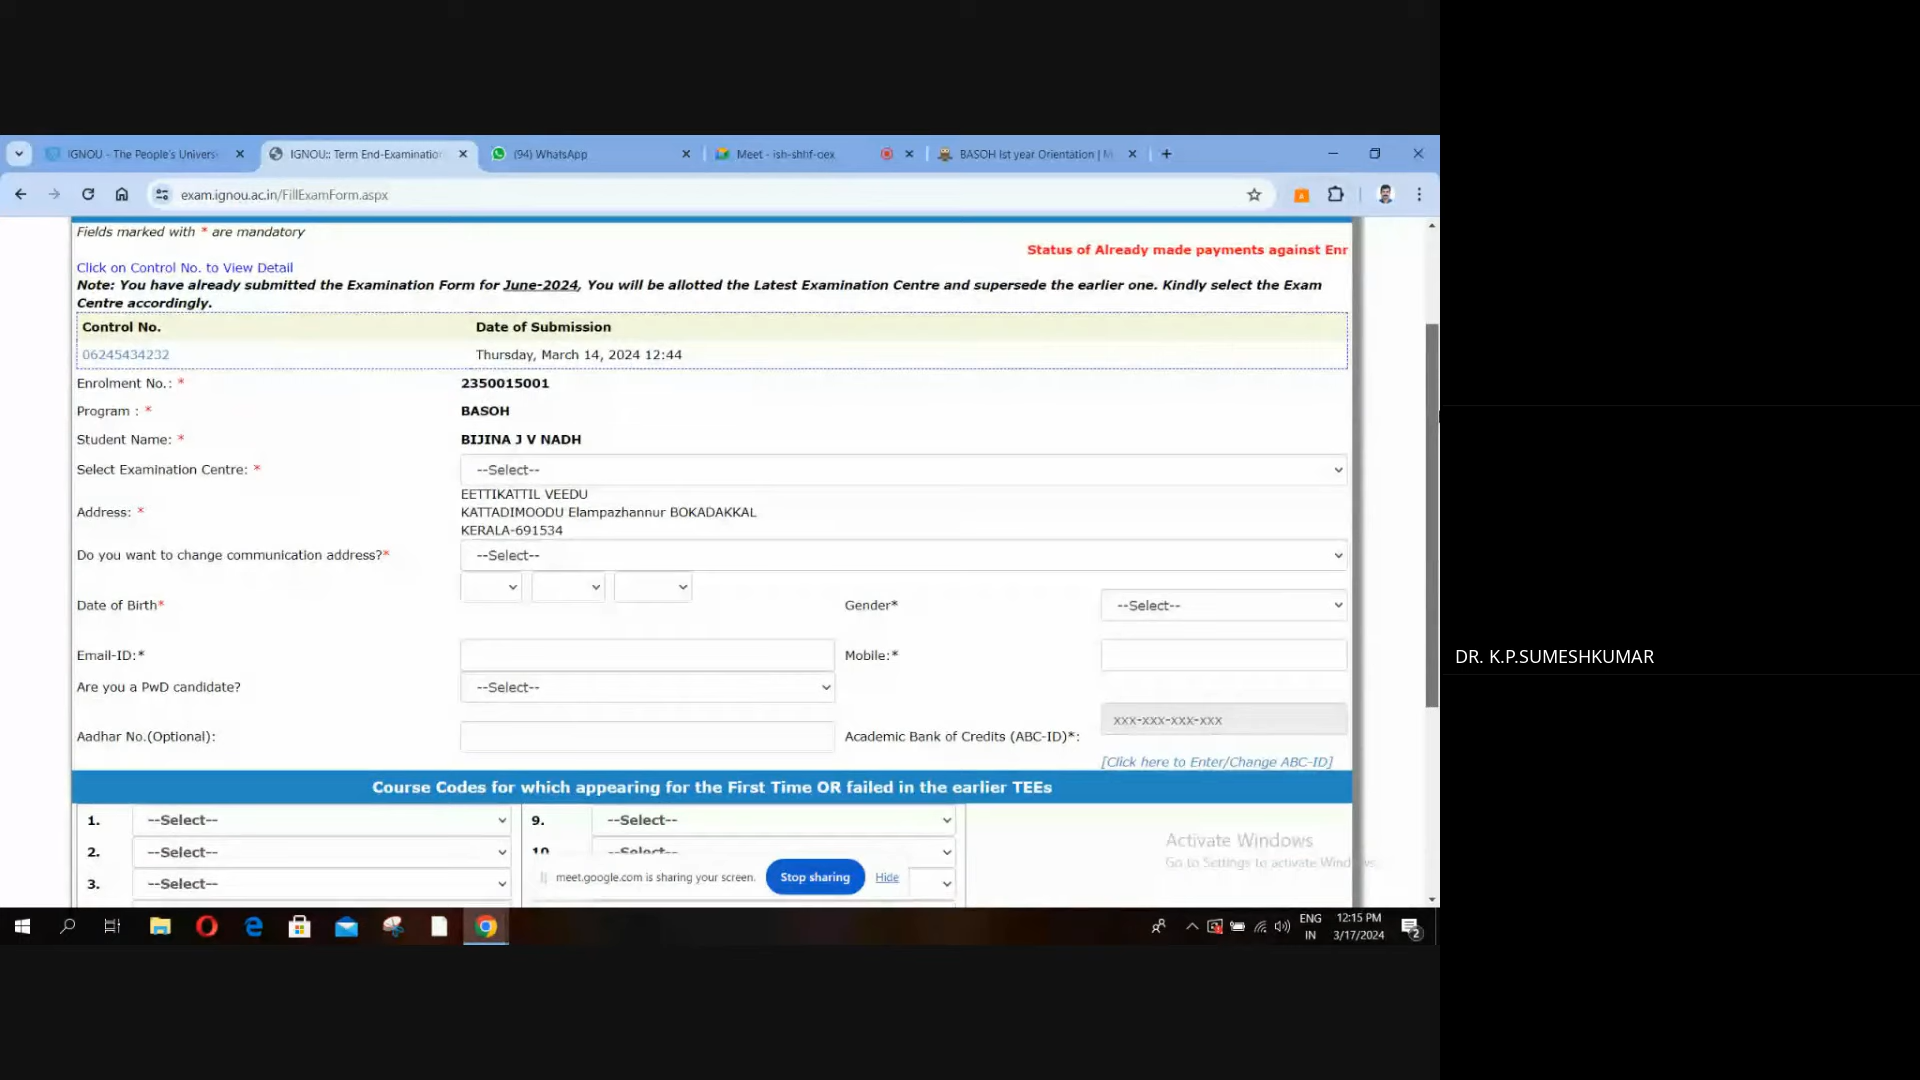 IGNOU - The People's Univers
IGNOU:: Term End-Examination
(94) WhatsApp
Meet - ish-shhf-oex
BASOH Ist year Orientation | M
exam.ignou.ac.in/FillExamForm.aspx
Fields marked with * are mandatory
Status of Already made payments against Enr
Click on Control No. to View Detail
Note: You have already submitted the Examination Form for June-2024, You will be allotted the Latest Examination Centre and supersede the earlier one. Kindly select the Exam
Centre accordingly.
Control No. Date of Submission
06245434232 Thursday, March 14, 2024 12:44
Enrolment No.: * 2350015001
Program : * BASOH
Student Name: * BIJINA J V NADH
Select Examination Centre: * --Select--
EETTIKATTIL VEEDU
Address: * KATTADIMOODU Elampazhannur BOKADAKKAL
KERALA-691534
Do you want to change communication address?* --Select--
Date of Birth* Gender* --Select--
Email-ID:* Mobile:*
Are you a PwD candidate? --Select--
xxx-xxx-xxx-xxx
Aadhar No.(Optional): Academic Bank of Credits (ABC-ID)*:
[Click here to Enter/Change ABC-ID]
Course Codes for which appearing for the First Time OR failed in the earlier TEEs
1. --Select-- 9. --Select--
2. --Select-- 10. --Select--
3. --Select--
Activate Windows
Go to Settings to activate Windows.
meet.google.com is sharing your screen. Stop sharing Hide
ENG 12:15 PM
IN 3/17/2024
2
DR. K.P.SUMESHKUMAR